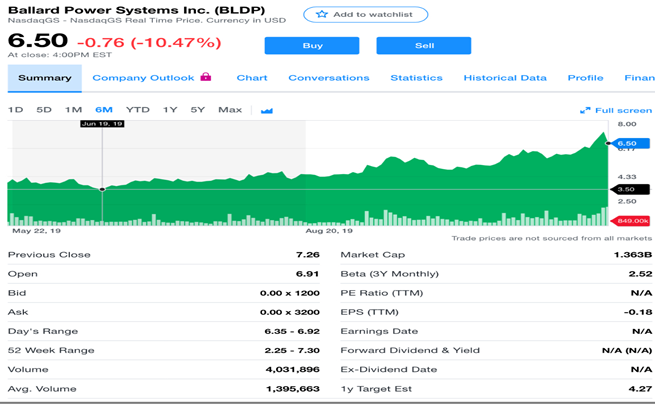 Ballard Power Systems Inc. (BLDP)
NasdaqGS - NasdaqGS Real Time Price. Currency in USD
Add to watchlist
6.50 -0.76 (-10.47%)
At close: 4:00PM EST
Buy
Sell
Summary Company Outlook Chart Conversations Statistics Historical Data Profile Finan
1D 5D 1M 6M YTD 1Y 5Y Max
Full screen
Jun 19, 19
8.00
6.50
4.33
3.50
2.50
849.00k
May 22, 19 Aug 20, 19
Trade prices are not sourced from all markets
Previous Close 7.26
Open 6.91
Bid 0.00 x 1200
Ask 0.00 x 3200
Day's Range 6.35 - 6.92
52 Week Range 2.25 - 7.30
Volume 4,031,896
Avg. Volume 1,395,663
Market Cap 1.363B
Beta (3Y Monthly) 2.52
PE Ratio (TTM) N/A
EPS (TTM) -0.18
Earnings Date N/A
Forward Dividend & Yield N/A (N/A)
Ex-Dividend Date N/A
1y Target Est 4.27